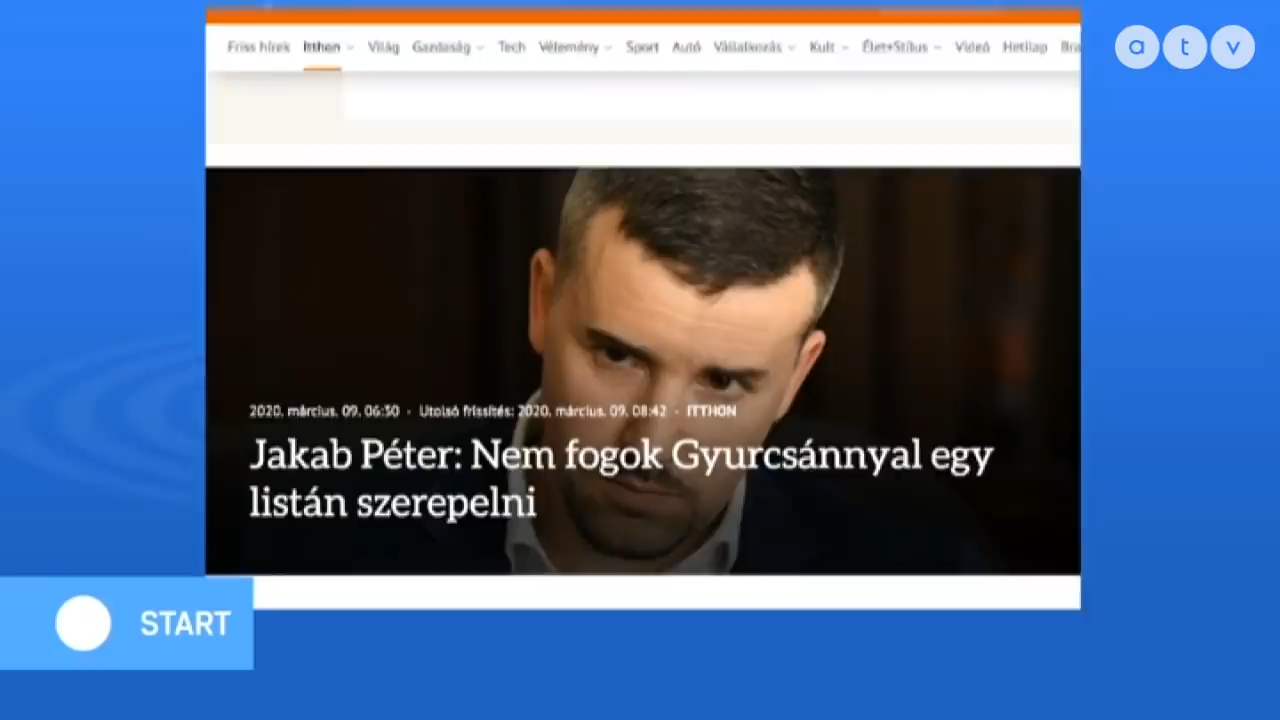 Friss hírek Itthon Világ Gazdaság Tech Vélemény Sport Autó Vállalkozás Kult Élet+Stílus Videó Hetilap Bra
a t v
2020. március. 09. 06:30 · Utolsó frissítés: 2020. március. 09. 08:42 · ITTHON
Jakab Péter: Nem fogok Gyurcsánnyal egy
listán szerepelni
START